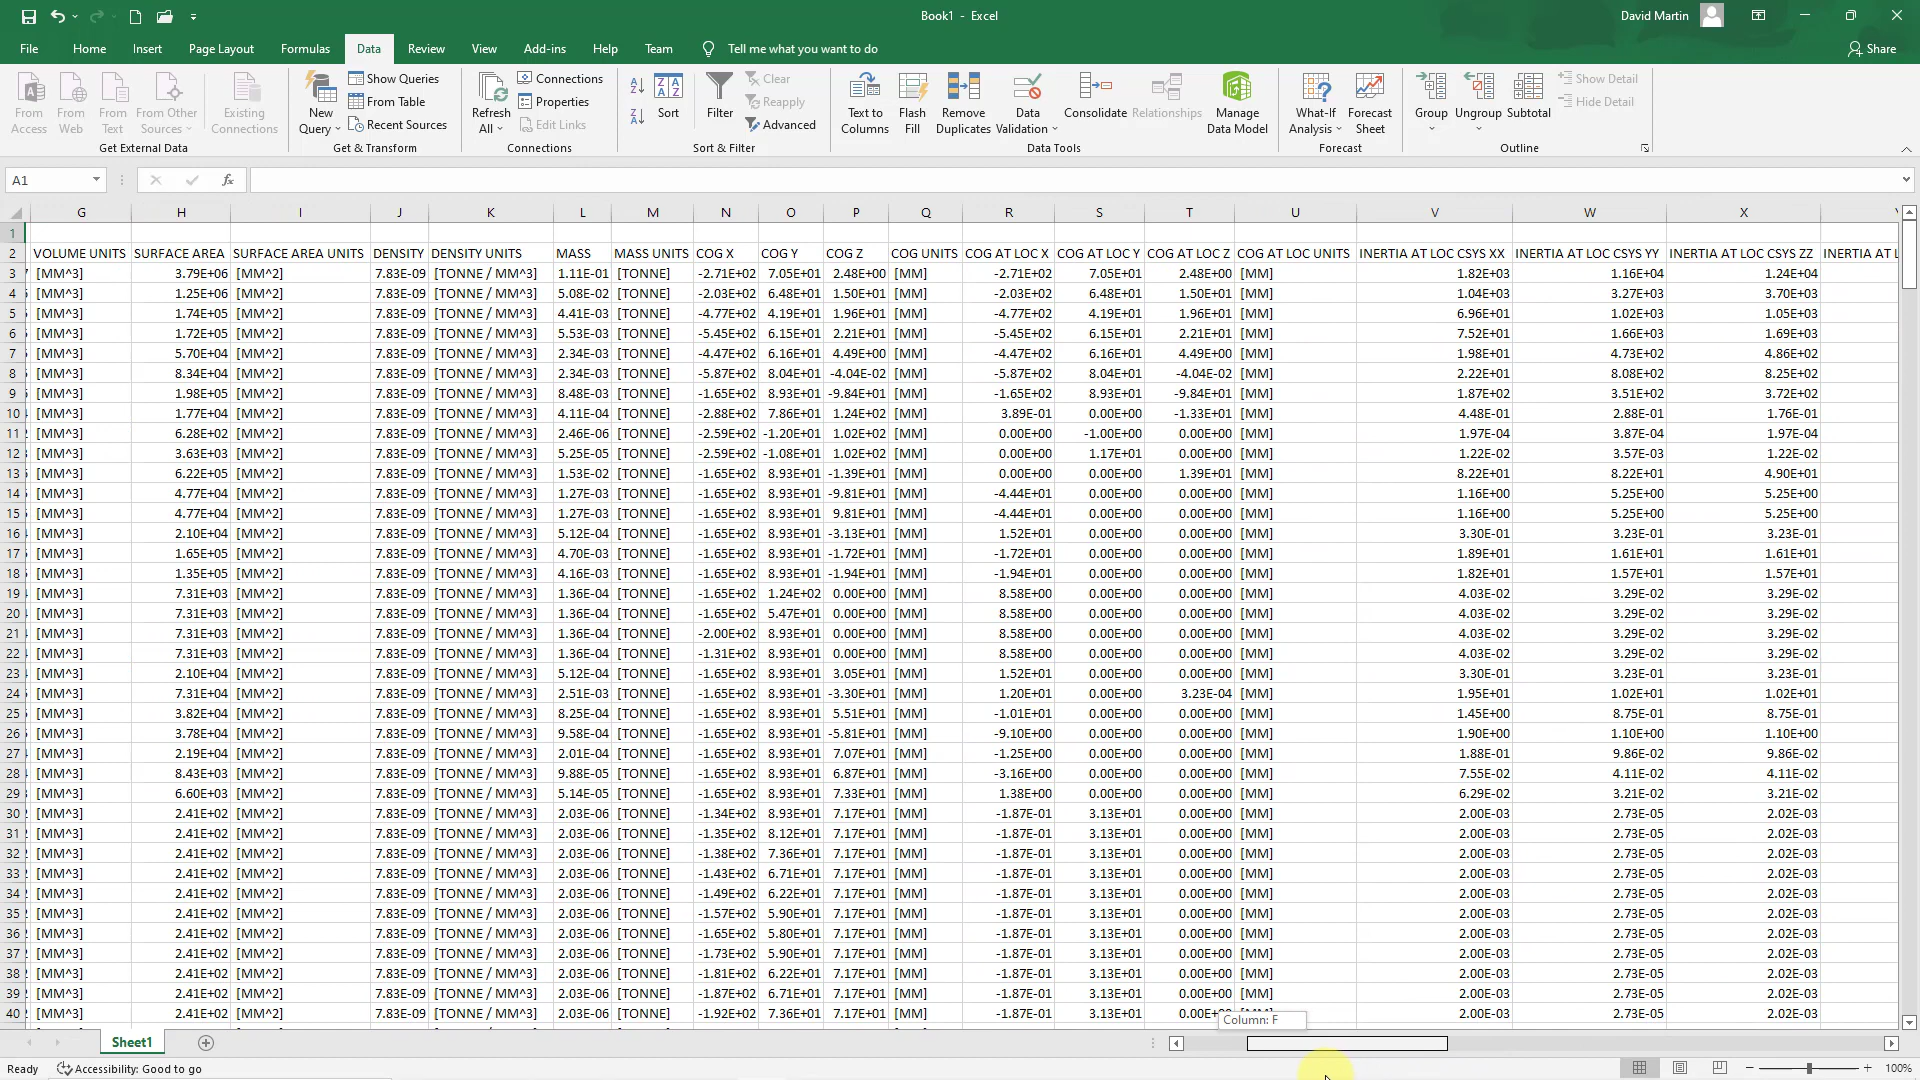 Book1 - Excel
David Martin
File Home Insert Page Layout Formulas Data Review View Add-ins Help Team Tell me what you want to do
Share
From Access
From Web
From Text
From Other Sources
Existing Connections
Get External Data
New Query
Show Queries
From Table
Recent Sources
Get & Transform
Refresh All
Connections
Properties
Edit Links
Connections
Sort
Filter
Clear
Reapply
Advanced
Sort & Filter
Text to Columns
Flash Fill
Remove Duplicates
Data Validation
Consolidate
Relationships
Manage Data Model
Data Tools
What-If Analysis
Forecast Sheet
Forecast
Group
Ungroup
Subtotal
Show Detail
Hide Detail
Outline
A1
fx
G H I J K L M N O P Q R S T U V W X
1
2 VOLUME UNITS SURFACE AREA SURFACE AREA UNITS DENSITY DENSITY UNITS MASS MASS UNITS COG X COG Y COG Z COG UNITS COG AT LOC X COG AT LOC Y COG AT LOC Z COG AT LOC UNITS INERTIA AT LOC CSYS XX INERTIA AT LOC CSYS YY INERTIA AT LOC CSYS ZZ INERTIA AT L
3 [MM^3] 3.79E+06 [MM^2] 7.83E-09 [TONNE / MM^3] 1.11E-01 [TONNE] -2.71E+02 7.05E+01 2.48E+00 [MM] -2.71E+02 7.05E+01 2.48E+00 [MM] 1.82E+03 1.16E+04 1.24E+04
4 [MM^3] 1.25E+06 [MM^2] 7.83E-09 [TONNE / MM^3] 5.08E-02 [TONNE] -2.03E+02 6.48E+01 1.50E+01 [MM] -2.03E+02 6.48E+01 1.50E+01 [MM] 1.04E+03 3.27E+03 3.70E+03
5 [MM^3] 1.74E+05 [MM^2] 7.83E-09 [TONNE / MM^3] 4.41E-03 [TONNE] -4.77E+02 4.19E+01 1.96E+01 [MM] -4.77E+02 4.19E+01 1.96E+01 [MM] 6.96E+01 1.02E+03 1.05E+03
6 [MM^3] 1.72E+05 [MM^2] 7.83E-09 [TONNE / MM^3] 5.53E-03 [TONNE] -5.45E+02 6.15E+01 2.21E+01 [MM] -5.45E+02 6.15E+01 2.21E+01 [MM] 7.52E+01 1.66E+03 1.69E+03
7 [MM^3] 5.70E+04 [MM^2] 7.83E-09 [TONNE / MM^3] 2.34E-03 [TONNE] -4.47E+02 6.16E+01 4.49E+00 [MM] -4.47E+02 6.16E+01 4.49E+00 [MM] 1.98E+01 4.73E+02 4.86E+02
8 [MM^3] 8.34E+04 [MM^2] 7.83E-09 [TONNE / MM^3] 2.34E-03 [TONNE] -5.87E+02 8.04E+01 -4.04E-02 [MM] -5.87E+02 8.04E+01 -4.04E-02 [MM] 2.22E+01 8.08E+02 8.25E+02
9 [MM^3] 1.98E+05 [MM^2] 7.83E-09 [TONNE / MM^3] 8.48E-03 [TONNE] -1.65E+02 8.93E+01 -9.84E+01 [MM] -1.65E+02 8.93E+01 -9.84E+01 [MM] 1.87E+02 3.51E+02 3.72E+02
10 [MM^3] 1.77E+04 [MM^2] 7.83E-09 [TONNE / MM^3] 4.11E-04 [TONNE] -2.88E+02 7.86E+01 1.24E+02 [MM] 3.89E-01 0.00E+00 -1.33E+01 [MM] 4.48E-01 2.88E-01 1.76E-01
11 [MM^3] 6.28E+02 [MM^2] 7.83E-09 [TONNE / MM^3] 2.46E-06 [TONNE] -2.59E+02 -1.20E+01 1.02E+02 [MM] 0.00E+00 -1.00E+00 0.00E+00 [MM] 1.97E-04 3.87E-04 1.97E-04
12 [MM^3] 3.63E+03 [MM^2] 7.83E-09 [TONNE / MM^3] 5.25E-05 [TONNE] -2.59E+02 -1.08E+01 1.02E+02 [MM] 0.00E+00 1.17E+01 0.00E+00 [MM] 1.22E-02 3.57E-03 1.22E-02
13 [MM^3] 6.22E+05 [MM^2] 7.83E-09 [TONNE / MM^3] 1.53E-02 [TONNE] -1.65E+02 8.93E+01 -1.39E+01 [MM] 0.00E+00 0.00E+00 1.39E+01 [MM] 8.22E+01 8.22E+01 4.90E+01
14 [MM^3] 4.77E+04 [MM^2] 7.83E-09 [TONNE / MM^3] 1.27E-03 [TONNE] -1.65E+02 8.93E+01 -9.81E+01 [MM] -4.44E+01 0.00E+00 0.00E+00 [MM] 1.16E+00 5.25E+00 5.25E+00
15 [MM^3] 4.77E+04 [MM^2] 7.83E-09 [TONNE / MM^3] 1.27E-03 [TONNE] -1.65E+02 8.93E+01 9.81E+01 [MM] -4.44E+01 0.00E+00 0.00E+00 [MM] 1.16E+00 5.25E+00 5.25E+00
16 [MM^3] 2.10E+04 [MM^2] 7.83E-09 [TONNE / MM^3] 5.12E-04 [TONNE] -1.65E+02 8.93E+01 -3.13E+01 [MM] 1.52E+01 0.00E+00 0.00E+00 [MM] 3.30E-01 3.23E-01 3.23E-01
17 [MM^3] 1.65E+05 [MM^2] 7.83E-09 [TONNE / MM^3] 4.70E-03 [TONNE] -1.65E+02 8.93E+01 -1.72E+01 [MM] -1.72E+01 0.00E+00 0.00E+00 [MM] 1.89E+01 1.61E+01 1.61E+01
18 [MM^3] 1.35E+05 [MM^2] 7.83E-09 [TONNE / MM^3] 4.16E-03 [TONNE] -1.65E+02 8.93E+01 -1.94E+01 [MM] -1.94E+01 0.00E+00 0.00E+00 [MM] 1.82E+01 1.57E+01 1.57E+01
19 [MM^3] 7.31E+03 [MM^2] 7.83E-09 [TONNE / MM^3] 1.36E-04 [TONNE] -1.65E+02 1.24E+02 0.00E+00 [MM] 8.58E+00 0.00E+00 0.00E+00 [MM] 4.03E-02 3.29E-02 3.29E-02
20 [MM^3] 7.31E+03 [MM^2] 7.83E-09 [TONNE / MM^3] 1.36E-04 [TONNE] -1.65E+02 5.47E+01 0.00E+00 [MM] 8.58E+00 0.00E+00 0.00E+00 [MM] 4.03E-02 3.29E-02 3.29E-02
21 [MM^3] 7.31E+03 [MM^2] 7.83E-09 [TONNE / MM^3] 1.36E-04 [TONNE] -2.00E+02 8.93E+01 0.00E+00 [MM] 8.58E+00 0.00E+00 0.00E+00 [MM] 4.03E-02 3.29E-02 3.29E-02
22 [MM^3] 7.31E+03 [MM^2] 7.83E-09 [TONNE / MM^3] 1.36E-04 [TONNE] -1.31E+02 8.93E+01 0.00E+00 [MM] 8.58E+00 0.00E+00 0.00E+00 [MM] 4.03E-02 3.29E-02 3.29E-02
23 [MM^3] 2.10E+04 [MM^2] 7.83E-09 [TONNE / MM^3] 5.12E-04 [TONNE] -1.65E+02 8.93E+01 3.05E+01 [MM] 1.52E+01 0.00E+00 0.00E+00 [MM] 3.30E-01 3.23E-01 3.23E-01
24 [MM^3] 7.31E+04 [MM^2] 7.83E-09 [TONNE / MM^3] 2.51E-03 [TONNE] -1.65E+02 8.93E+01 -3.30E+01 [MM] 1.20E+01 0.00E+00 3.23E-04 [MM] 1.95E+01 1.02E+01 1.02E+01
25 [MM^3] 3.82E+04 [MM^2] 7.83E-09 [TONNE / MM^3] 8.25E-04 [TONNE] -1.65E+02 8.93E+01 5.51E+01 [MM] -1.01E+01 0.00E+00 0.00E+00 [MM] 1.45E+00 8.75E-01 8.75E-01
26 [MM^3] 3.78E+04 [MM^2] 7.83E-09 [TONNE / MM^3] 9.58E-04 [TONNE] -1.65E+02 8.93E+01 -5.81E+01 [MM] -9.10E+00 0.00E+00 0.00E+00 [MM] 1.90E+00 1.10E+00 1.10E+00
27 [MM^3] 2.19E+04 [MM^2] 7.83E-09 [TONNE / MM^3] 2.01E-04 [TONNE] -1.65E+02 8.93E+01 7.07E+01 [MM] -1.25E+00 0.00E+00 0.00E+00 [MM] 1.88E-01 9.86E-02 9.86E-02
28 [MM^3] 8.43E+03 [MM^2] 7.83E-09 [TONNE / MM^3] 9.88E-05 [TONNE] -1.65E+02 8.93E+01 6.87E+01 [MM] -3.16E+00 0.00E+00 0.00E+00 [MM] 7.55E-02 4.11E-02 4.11E-02
29 [MM^3] 6.60E+03 [MM^2] 7.83E-09 [TONNE / MM^3] 5.14E-05 [TONNE] -1.65E+02 8.93E+01 7.33E+01 [MM] 1.38E+00 0.00E+00 0.00E+00 [MM] 6.29E-02 3.21E-02 3.21E-02
30 [MM^3] 2.41E+02 [MM^2] 7.83E-09 [TONNE / MM^3] 2.03E-06 [TONNE] -1.34E+02 8.93E+01 7.17E+01 [MM] -1.87E-01 3.13E+01 0.00E+00 [MM] 2.00E-03 2.73E-05 2.02E-03
31 [MM^3] 2.41E+02 [MM^2] 7.83E-09 [TONNE / MM^3] 2.03E-06 [TONNE] -1.35E+02 8.12E+01 7.17E+01 [MM] -1.87E-01 3.13E+01 0.00E+00 [MM] 2.00E-03 2.73E-05 2.02E-03
32 [MM^3] 2.41E+02 [MM^2] 7.83E-09 [TONNE / MM^3] 2.03E-06 [TONNE] -1.38E+02 7.36E+01 7.17E+01 [MM] -1.87E-01 3.13E+01 0.00E+00 [MM] 2.00E-03 2.73E-05 2.02E-03
33 [MM^3] 2.41E+02 [MM^2] 7.83E-09 [TONNE / MM^3] 2.03E-06 [TONNE] -1.43E+02 6.71E+01 7.17E+01 [MM] -1.87E-01 3.13E+01 0.00E+00 [MM] 2.00E-03 2.73E-05 2.02E-03
34 [MM^3] 2.41E+02 [MM^2] 7.83E-09 [TONNE / MM^3] 2.03E-06 [TONNE] -1.49E+02 6.22E+01 7.17E+01 [MM] -1.87E-01 3.13E+01 0.00E+00 [MM] 2.00E-03 2.73E-05 2.02E-03
35 [MM^3] 2.41E+02 [MM^2] 7.83E-09 [TONNE / MM^3] 2.03E-06 [TONNE] -1.57E+02 5.90E+01 7.17E+01 [MM] -1.87E-01 3.13E+01 0.00E+00 [MM] 2.00E-03 2.73E-05 2.02E-03
36 [MM^3] 2.41E+02 [MM^2] 7.83E-09 [TONNE / MM^3] 2.03E-06 [TONNE] -1.65E+02 5.80E+01 7.17E+01 [MM] -1.87E-01 3.13E+01 0.00E+00 [MM] 2.00E-03 2.73E-05 2.02E-03
37 [MM^3] 2.41E+02 [MM^2] 7.83E-09 [TONNE / MM^3] 2.03E-06 [TONNE] -1.73E+02 5.90E+01 7.17E+01 [MM] -1.87E-01 3.13E+01 0.00E+00 [MM] 2.00E-03 2.73E-05 2.02E-03
38 [MM^3] 2.41E+02 [MM^2] 7.83E-09 [TONNE / MM^3] 2.03E-06 [TONNE] -1.81E+02 6.22E+01 7.17E+01 [MM] -1.87E-01 3.13E+01 0.00E+00 [MM] 2.00E-03 2.73E-05 2.02E-03
39 [MM^3] 2.41E+02 [MM^2] 7.83E-09 [TONNE / MM^3] 2.03E-06 [TONNE] -1.87E+02 6.71E+01 7.17E+01 [MM] -1.87E-01 3.13E+01 0.00E+00 [MM] 2.00E-03 2.73E-05 2.02E-03
40 [MM^3] 2.41E+02 [MM^2] 7.83E-09 [TONNE / MM^3] 2.03E-06 [TONNE] -1.92E+02 7.36E+01 7.17E+01 [MM] -1.87E-01 3.13E+01 2.00E-03 2.73E-05 2.02E-03
Column: F
Sheet1
Ready Accessibility: Good to go 100%